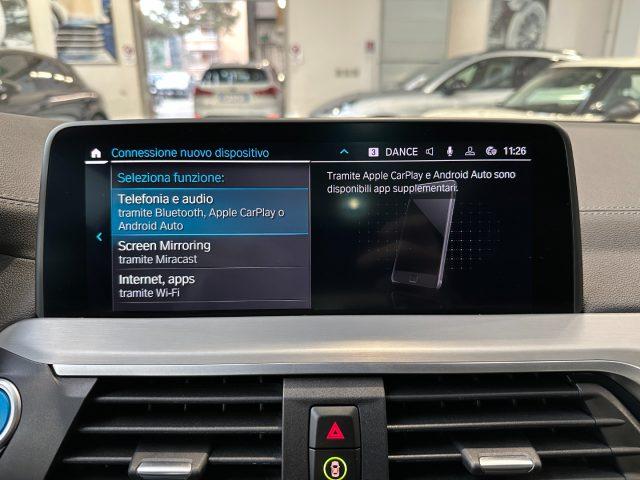 Connessione nuovo dispositivo
3 DANCE 11:26
Seleziona funzione:
Telefonia e audio
tramite Bluetooth, Apple CarPlay o
Android Auto
Screen Mirroring
tramite Miracast
Internet, apps
tramite Wi-Fi
Tramite Apple CarPlay e Android Auto sono
disponibili app supplementari.